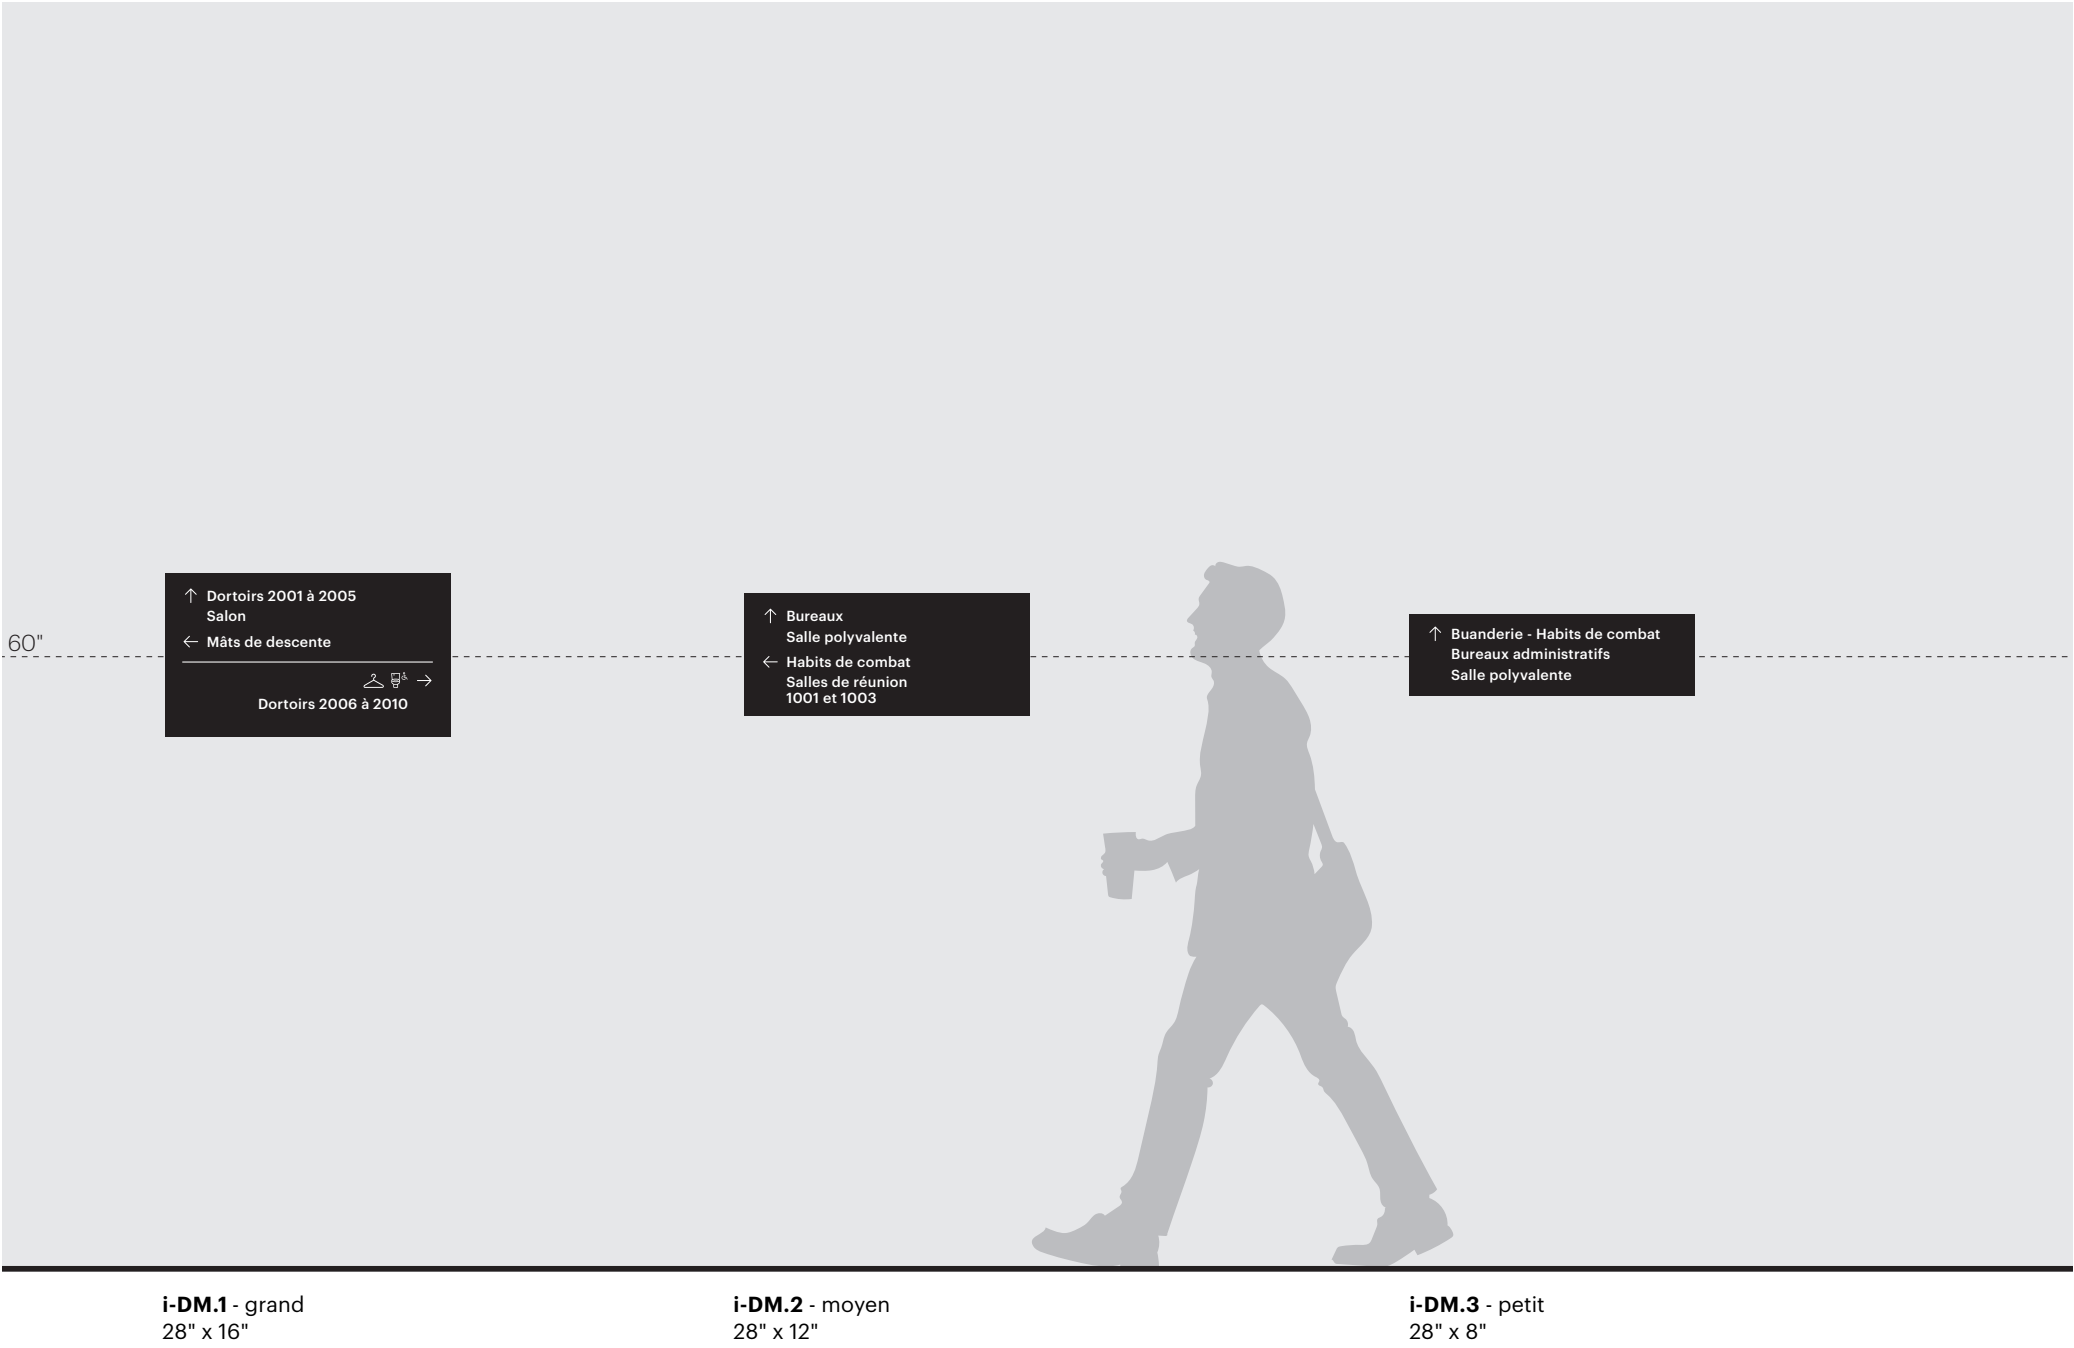 60"
↑ Dortoirs 2001 à 2005
Salon
← Mâts de descente
→
Dortoirs 2006 à 2010
↑ Bureaux
Salle polyvalente
← Habits de combat
Salles de réunion
1001 et 1003
↑ Buanderie - Habits de combat
Bureaux administratifs
Salle polyvalente
i-DM.1 - grand
28" x 16"
i-DM.2 - moyen
28" x 12"
i-DM.3 - petit
28" x 8"